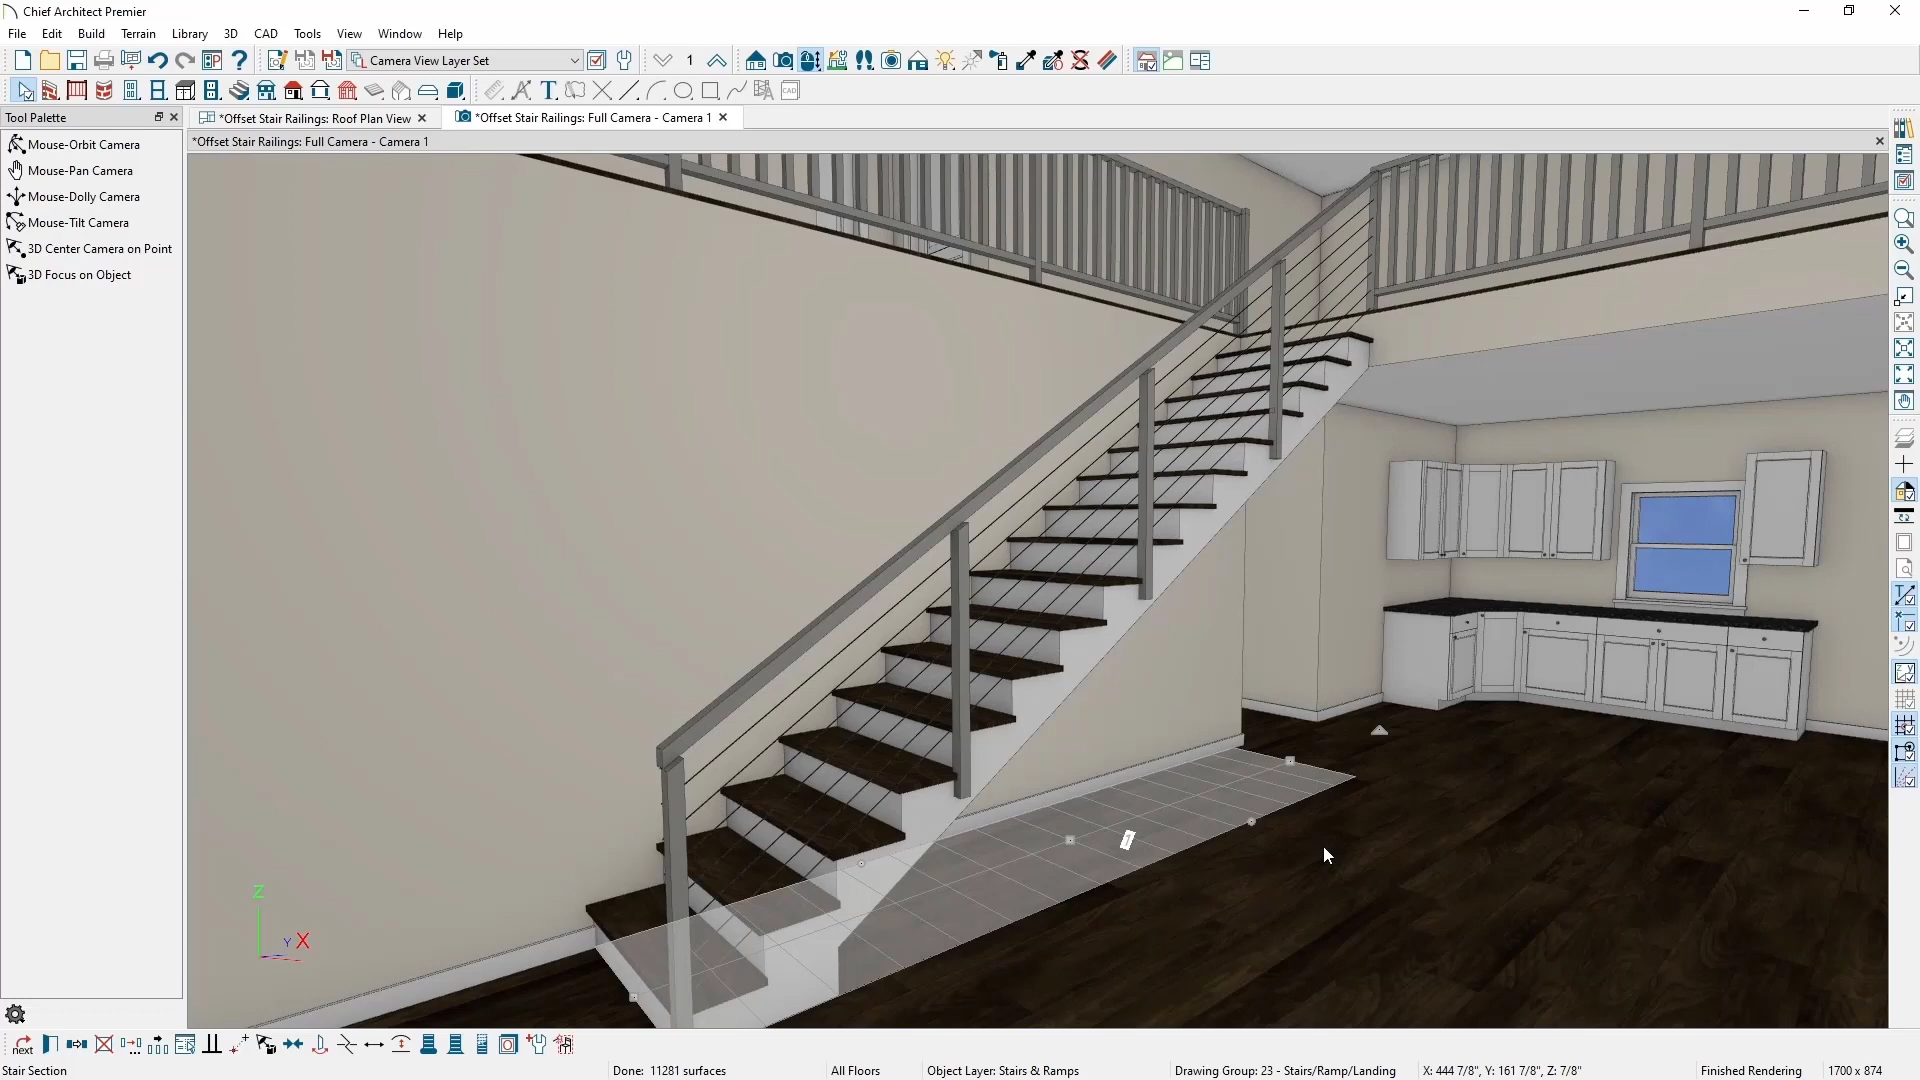 Chief Architect Premier
File Edit Build Terrain Library 3D CAD Tools View Window Help
Camera View Layer Set
1
Tool Palette
*Offset Stair Railings: Roof Plan View
*Offset Stair Railings: Full Camera - Camera 1
*Offset Stair Railings: Full Camera - Camera 1
Mouse-Orbit Camera
Mouse-Pan Camera
Mouse-Dolly Camera
Mouse-Tilt Camera
3D Center Camera on Point
3D Focus on Object
CAD
1
Z
Y X
next
Stair Section
Done: 11281 surfaces
All Floors
Object Layer: Stairs & Ramps
Drawing Group: 23 - Stairs/Ramp/Landing
X: 444 7/8", Y: 161 7/8", Z: 7/8"
Finished Rendering
1700 x 874